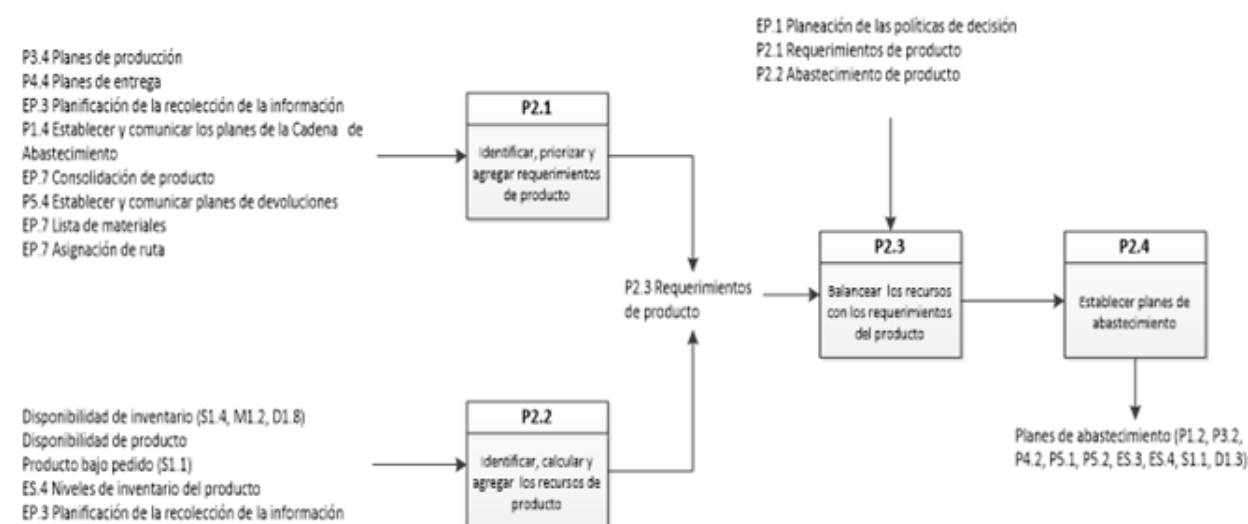 P3.4 Planes de producción
P4.4 Planes de entrega
EP.3 Planificación de la recolección de la información
P1.4 Establecer y comunicar los planes de la Cadena de
Abastecimiento
EP.7 Consolidación de producto
P5.4 Establecer y comunicar planes de devoluciones
EP.7 Lista de materiales
EP.7 Asignación de ruta
P2.1
Identificar, priorizar y
agregar requerimientos
de producto
EP.1 Planeación de las políticas de decisión
P2.1 Requerimientos de producto
P2.2 Abastecimiento de producto
P2.3 Requerimientos
de producto
P2.3
Balancear los recursos
con los requerimientos
del producto
P2.4
Establecer planes de
abastecimiento
Planes de abastecimiento (P1.2, P3.2,
P4.2, P5.1, P5.2, ES.3, ES.4, S1.1, D1.3)
Disponibilidad de inventario (S1.4, M1.2, D1.8)
Disponibilidad de producto
Producto bajo pedido (S1.1)
ES.4 Niveles de inventario del producto
EP.3 Planificación de la recolección de la información
P2.2
Identificar, calcular y
agregar los recursos de
producto